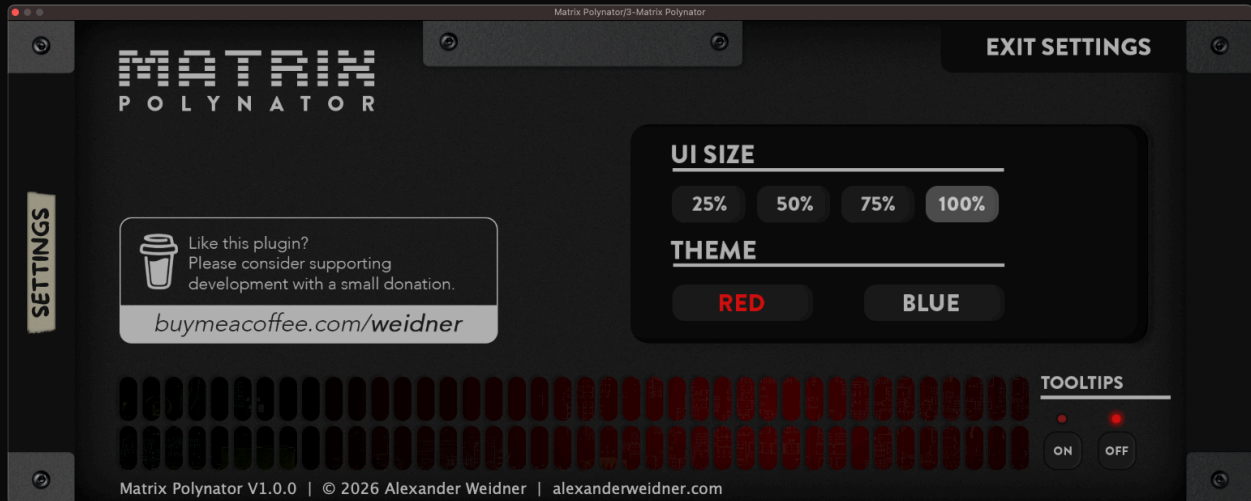 Matrix Polynator/3-Matrix Polynator
MATRIX
POLYNATOR
EXIT SETTINGS
SETTINGS
UI SIZE
25% 50% 75% 100%
THEME
RED BLUE
Like this plugin?
Please consider supporting
development with a small donation.
buymeacoffee.com/weidner
TOOLTIPS
ON OFF
Matrix Polynator V1.0.0 | © 2026 Alexander Weidner | alexanderweidner.com